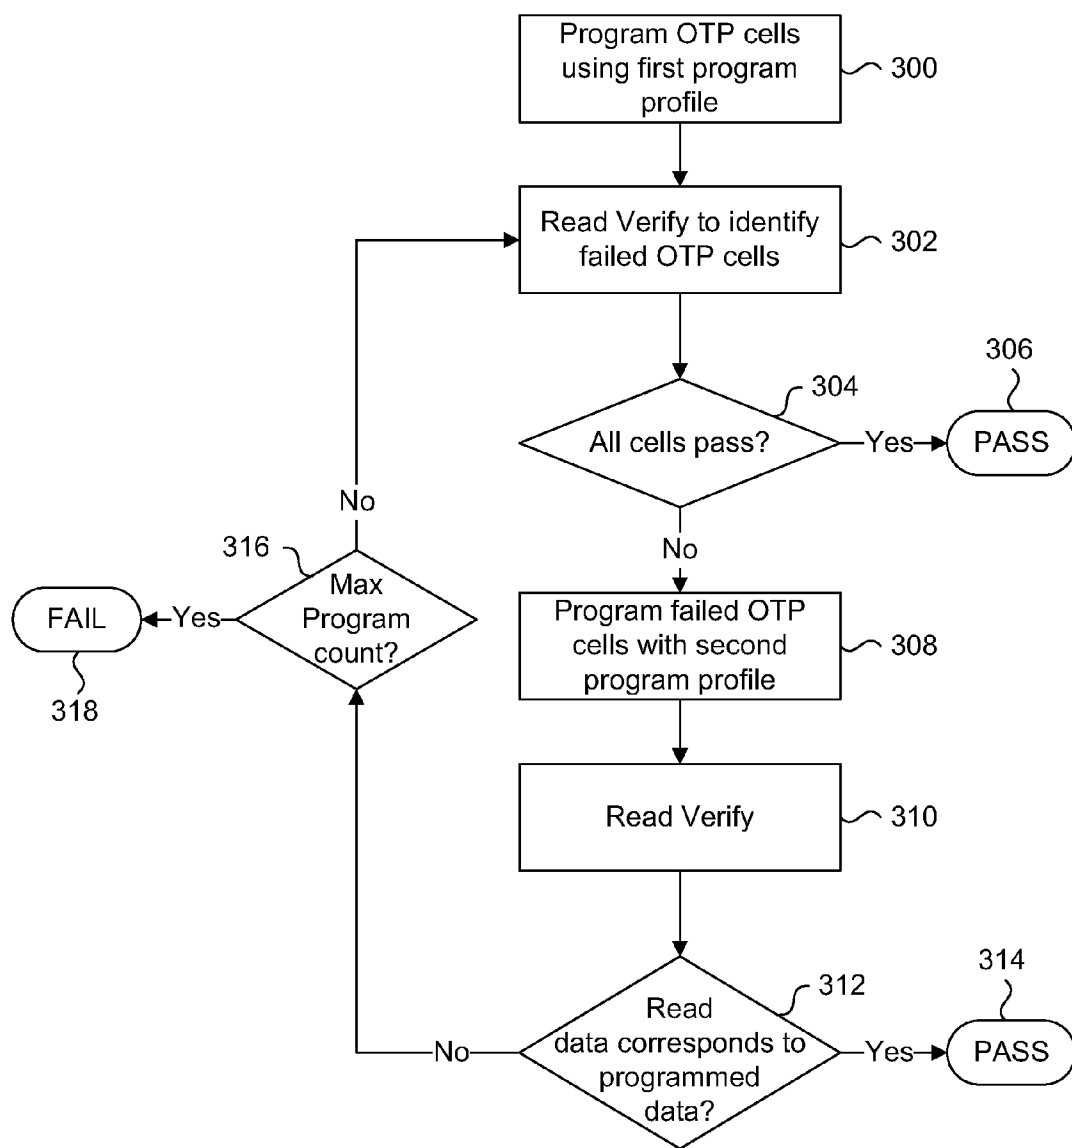 Program OTP cells
using first program
profile
300
Read Verify to identify
failed OTP cells
302
304
306
All cells pass?
Yes
PASS
No
No
316
Max
Program
count?
Yes
FAIL
318
Program failed OTP
cells with second
program profile
308
Read Verify
310
312
314
Read
data corresponds to
programmed
data?
Yes
PASS
No